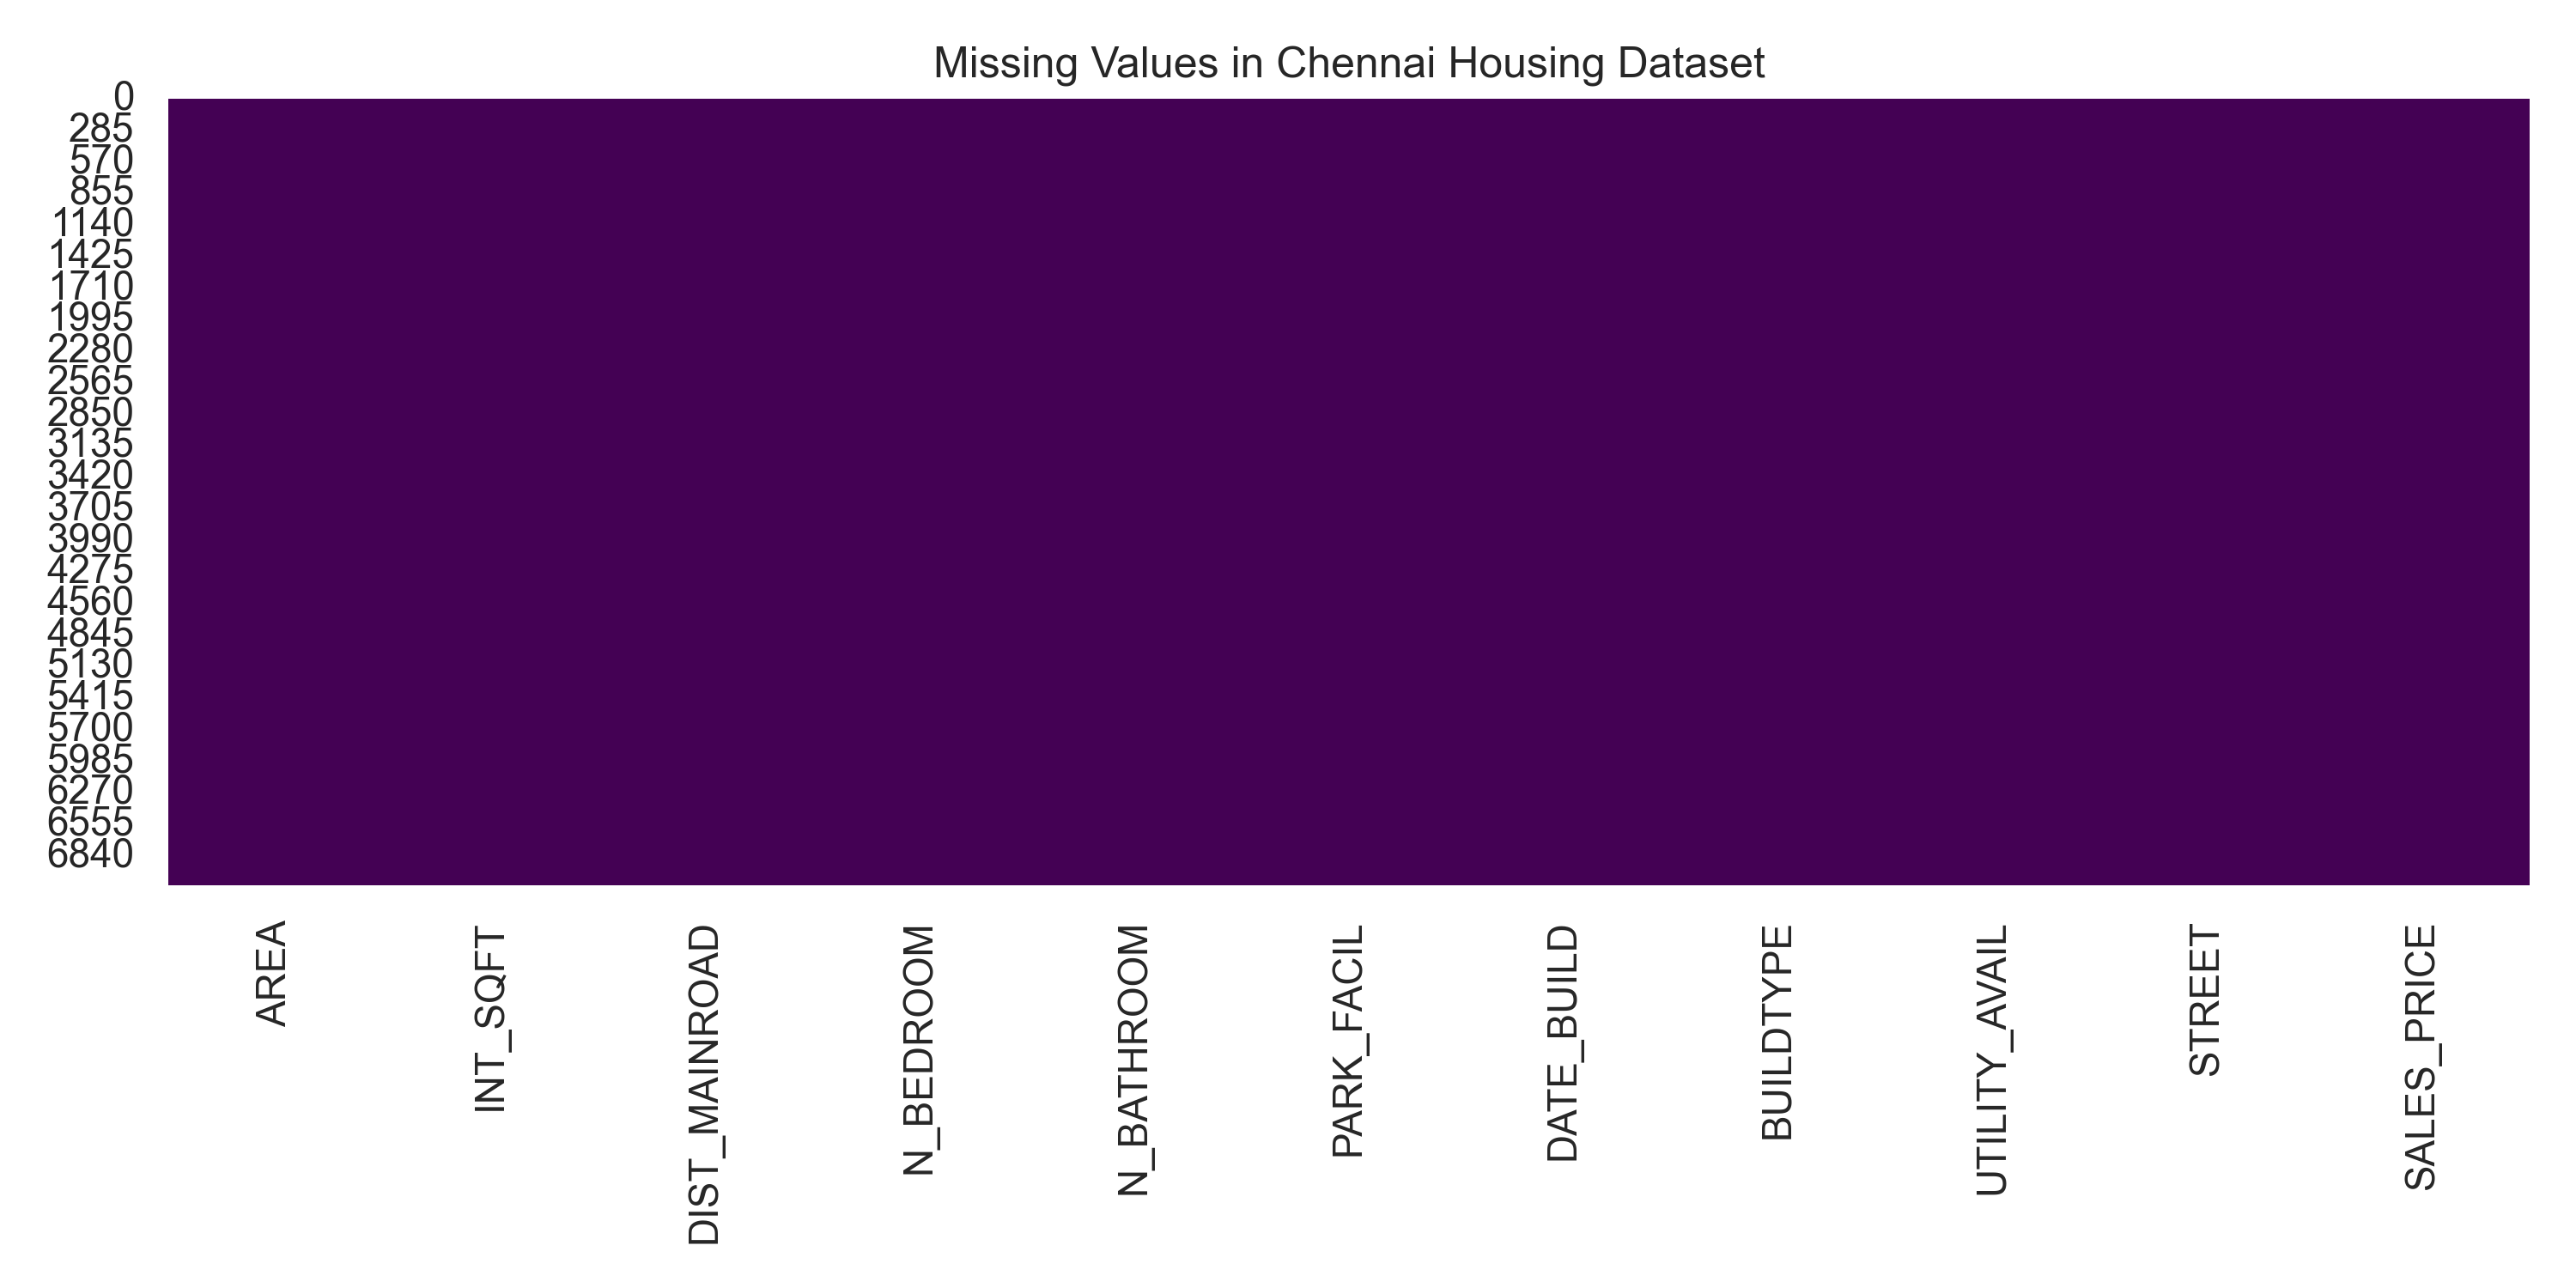 Missing Values in Chennai Housing Dataset
0
285
570
855
1140
1425
1710
1995
2280
2565
2850
3135
3420
3705
3990
4275
4560
4845
5130
5415
5700
5985
6270
6555
6840
AREA
INT_SQFT
DIST_MAINROAD
N_BEDROOM
N_BATHROOM
PARK_FACIL
DATE_BUILD
BUILDTYPE
UTILITY_AVAIL
STREET
SALES_PRICE